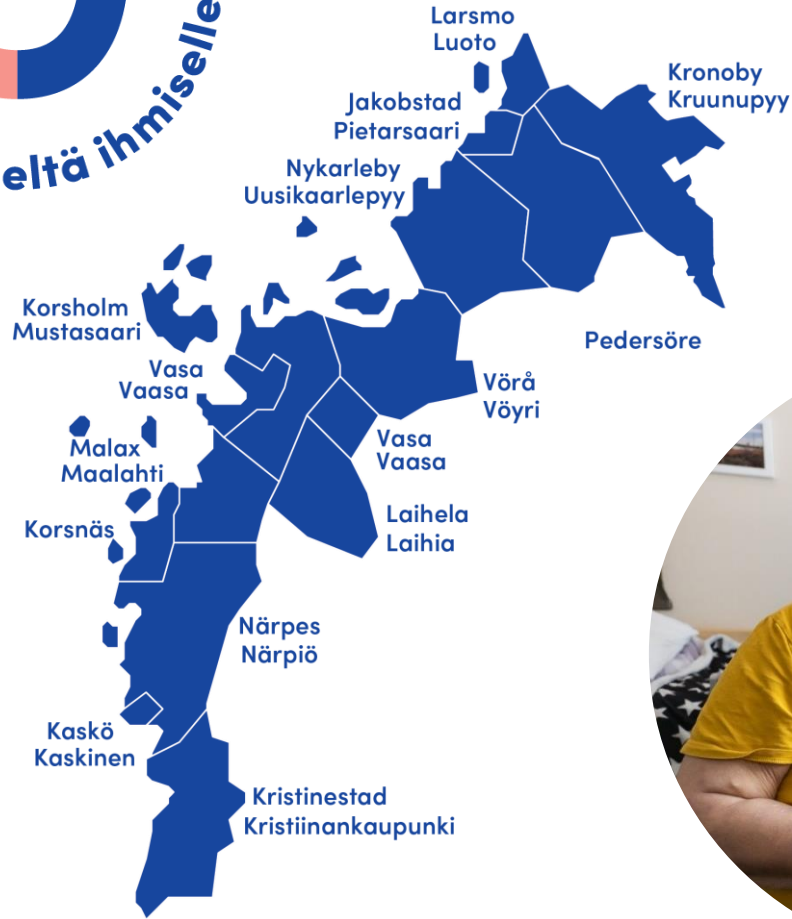 eltä ihmiselle
Larsmo
Luoto
Kronoby
Kruunupyy
Jakobstad
Pietarsaari
Nykarleby
Uusikaarlepyy
Korsholm
Mustasaari
Pedersöre
Vasa
Vaasa
Vörå
Vöyri
Vasa
Vaasa
Malax
Maalahti
Laihela
Laihia
Korsnäs
Närpes
Närpiö
Kaskö
Kaskinen
Kristinestad
Kristiinankaupunki